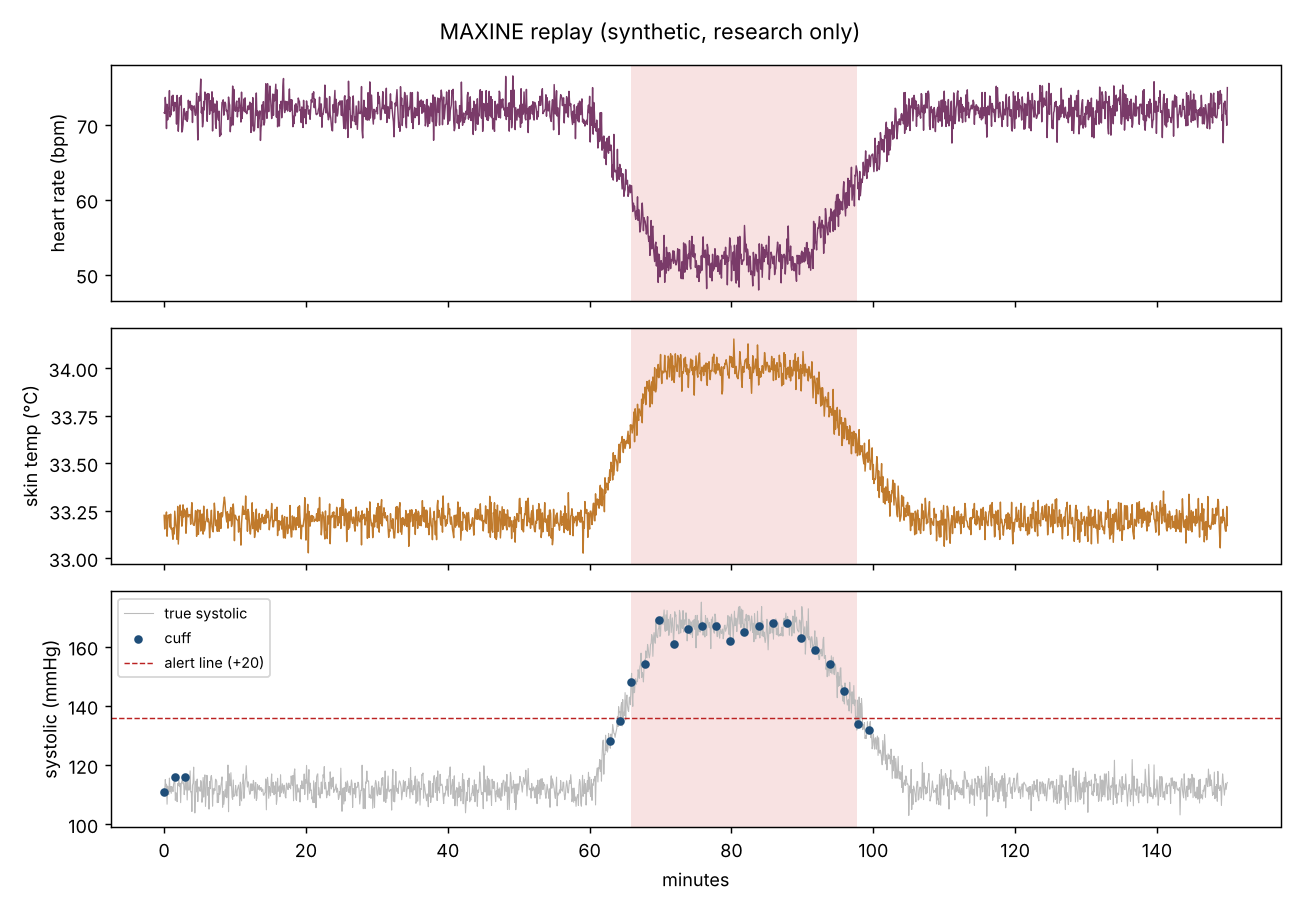 MAXINE replay (synthetic, research only)
heart rate (bpm)
70
60
50
skin temp (°C)
34.00
33.75
33.50
33.25
33.00
systolic (mmHg)
160
140
120
100
true systolic
cuff
alert line (+20)
0 20 40 60 80 100 120 140
minutes